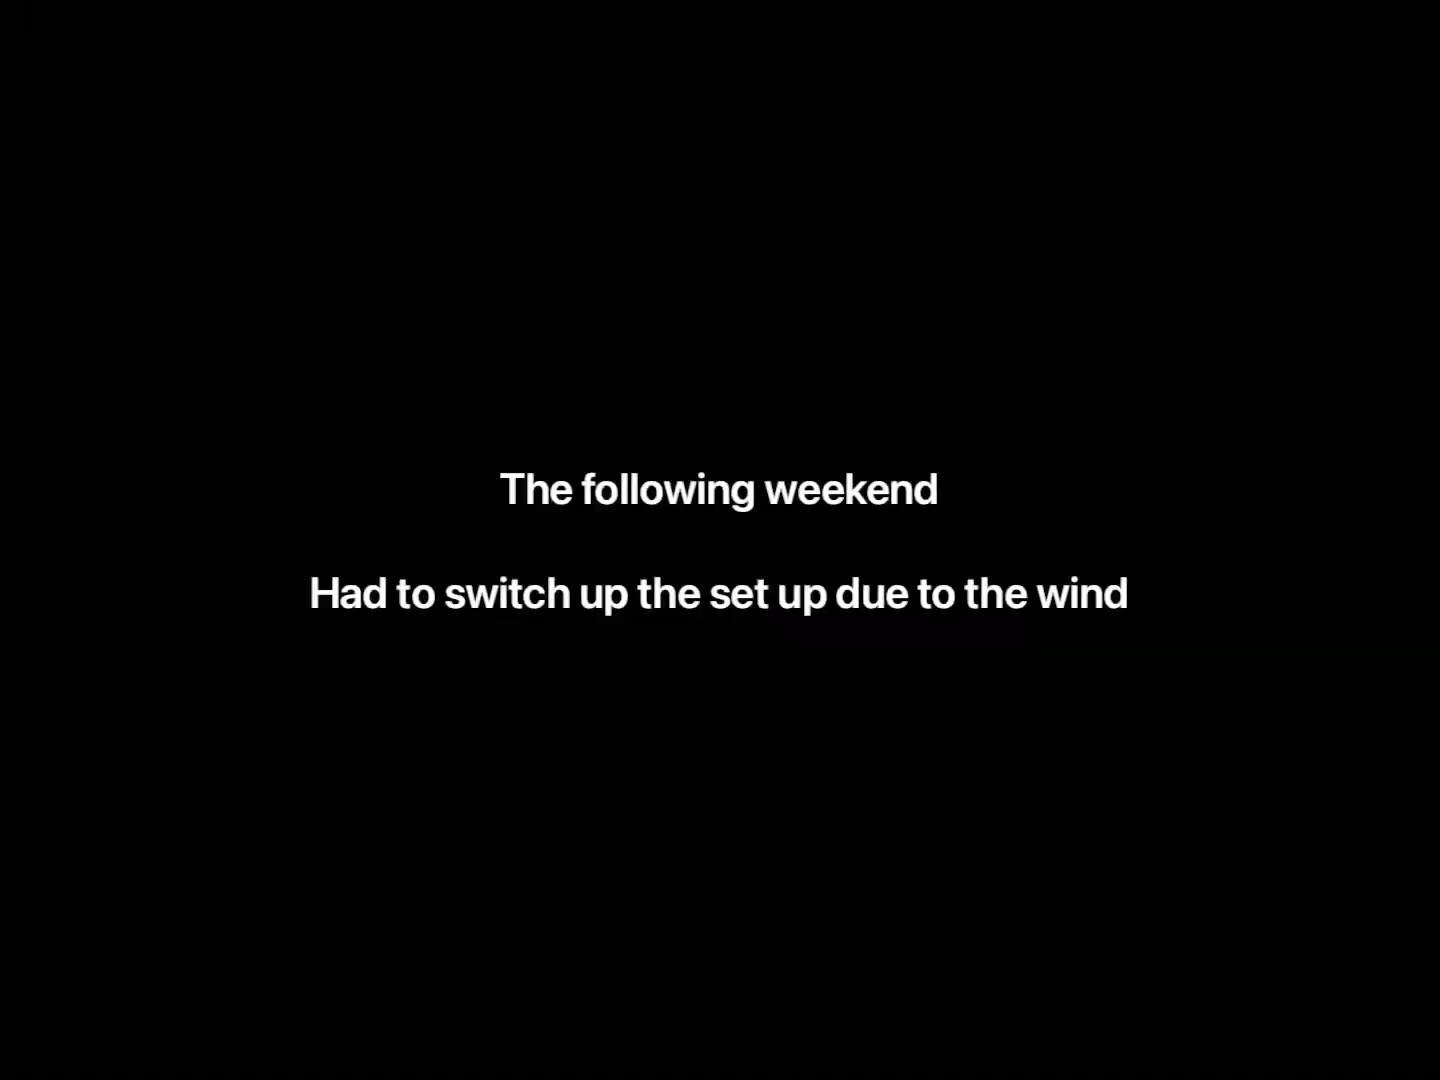 The following weekend
Had to switch up the set up due to the wind